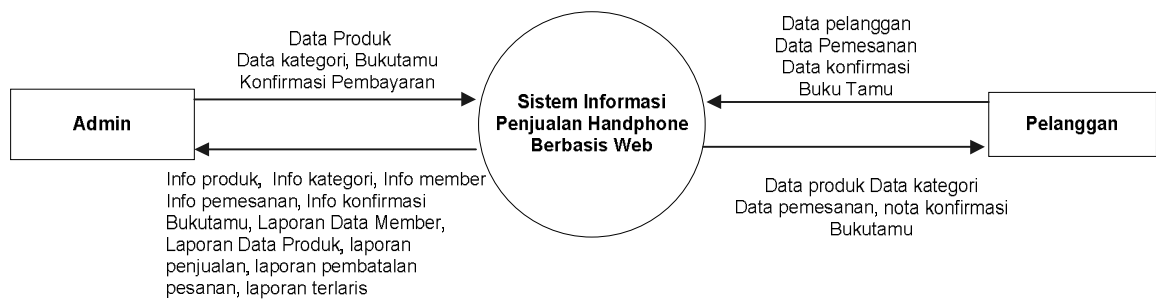 Data Produk
Data kategori, Bukutamu
Konfirmasi Pembayaran
Data pelanggan
Data Pemesanan
Data konfirmasi
Buku Tamu
Admin
Sistem Informasi
Penjualan Handphone
Berbasis Web
Pelanggan
Info produk, Info kategori, Info member
Info pemesanan, Info konfirmasi
Bukutamu, Laporan Data Member,
Laporan Data Produk, laporan
penjualan, laporan pembatalan
pesanan, laporan terlaris
Data produk Data kategori
Data pemesanan, nota konfirmasi
Bukutamu